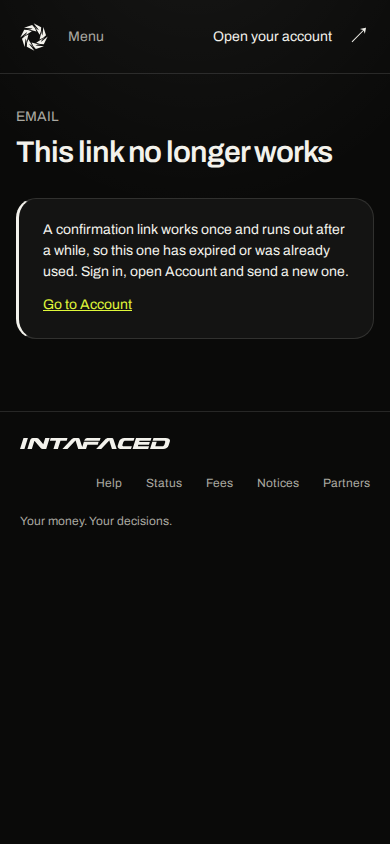 Menu
Open your account
EMAIL
This link no longer works
A confirmation link works once and runs out after
a while, so this one has expired or was already
used. Sign in, open Account and send a new one.
Go to Account
INTAFACED
Help Status Fees Notices Partners
Your money. Your decisions.